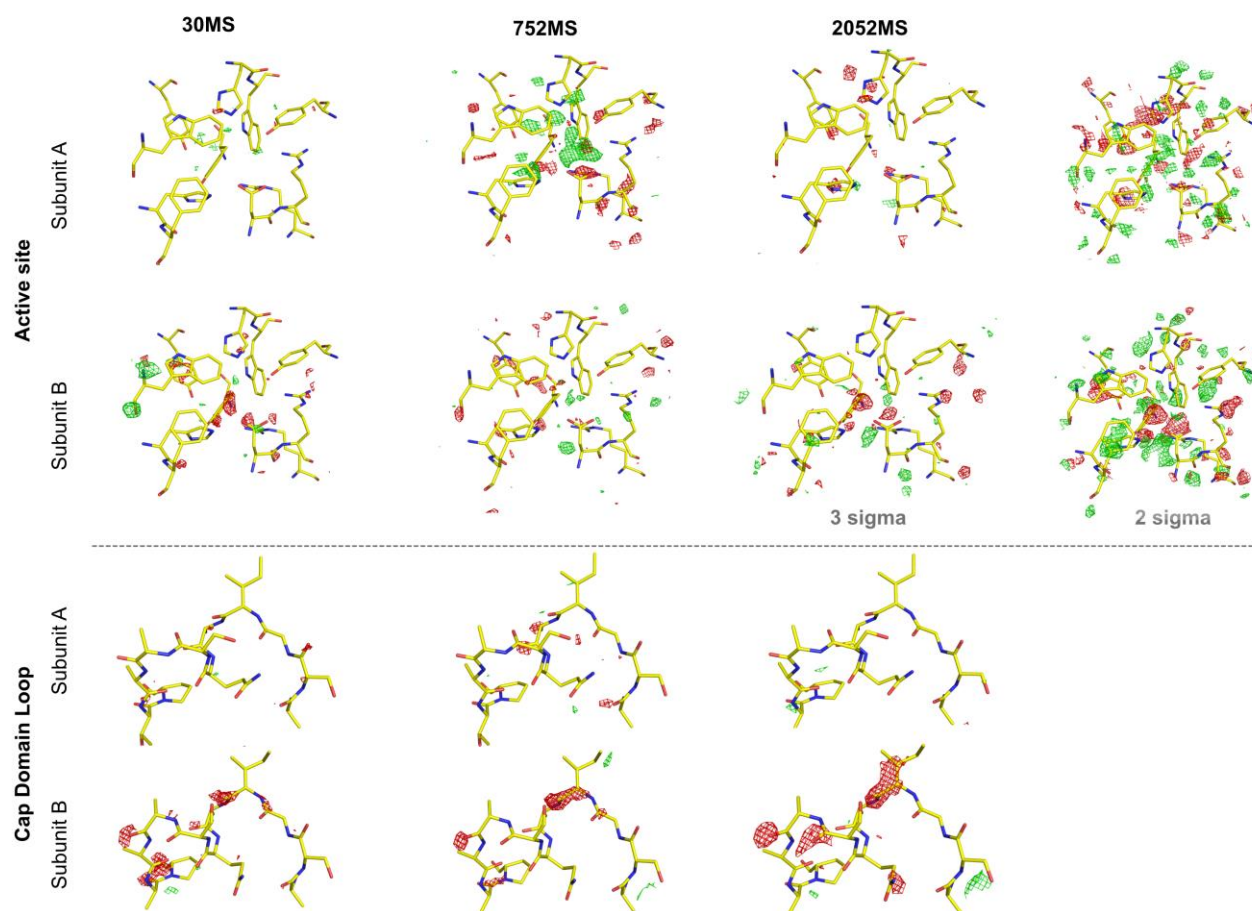 30MS 752MS 2052MS
Active site
Subunit A
Subunit B
3 sigma 2 sigma
Cap Domain Loop
Subunit A
Subunit B